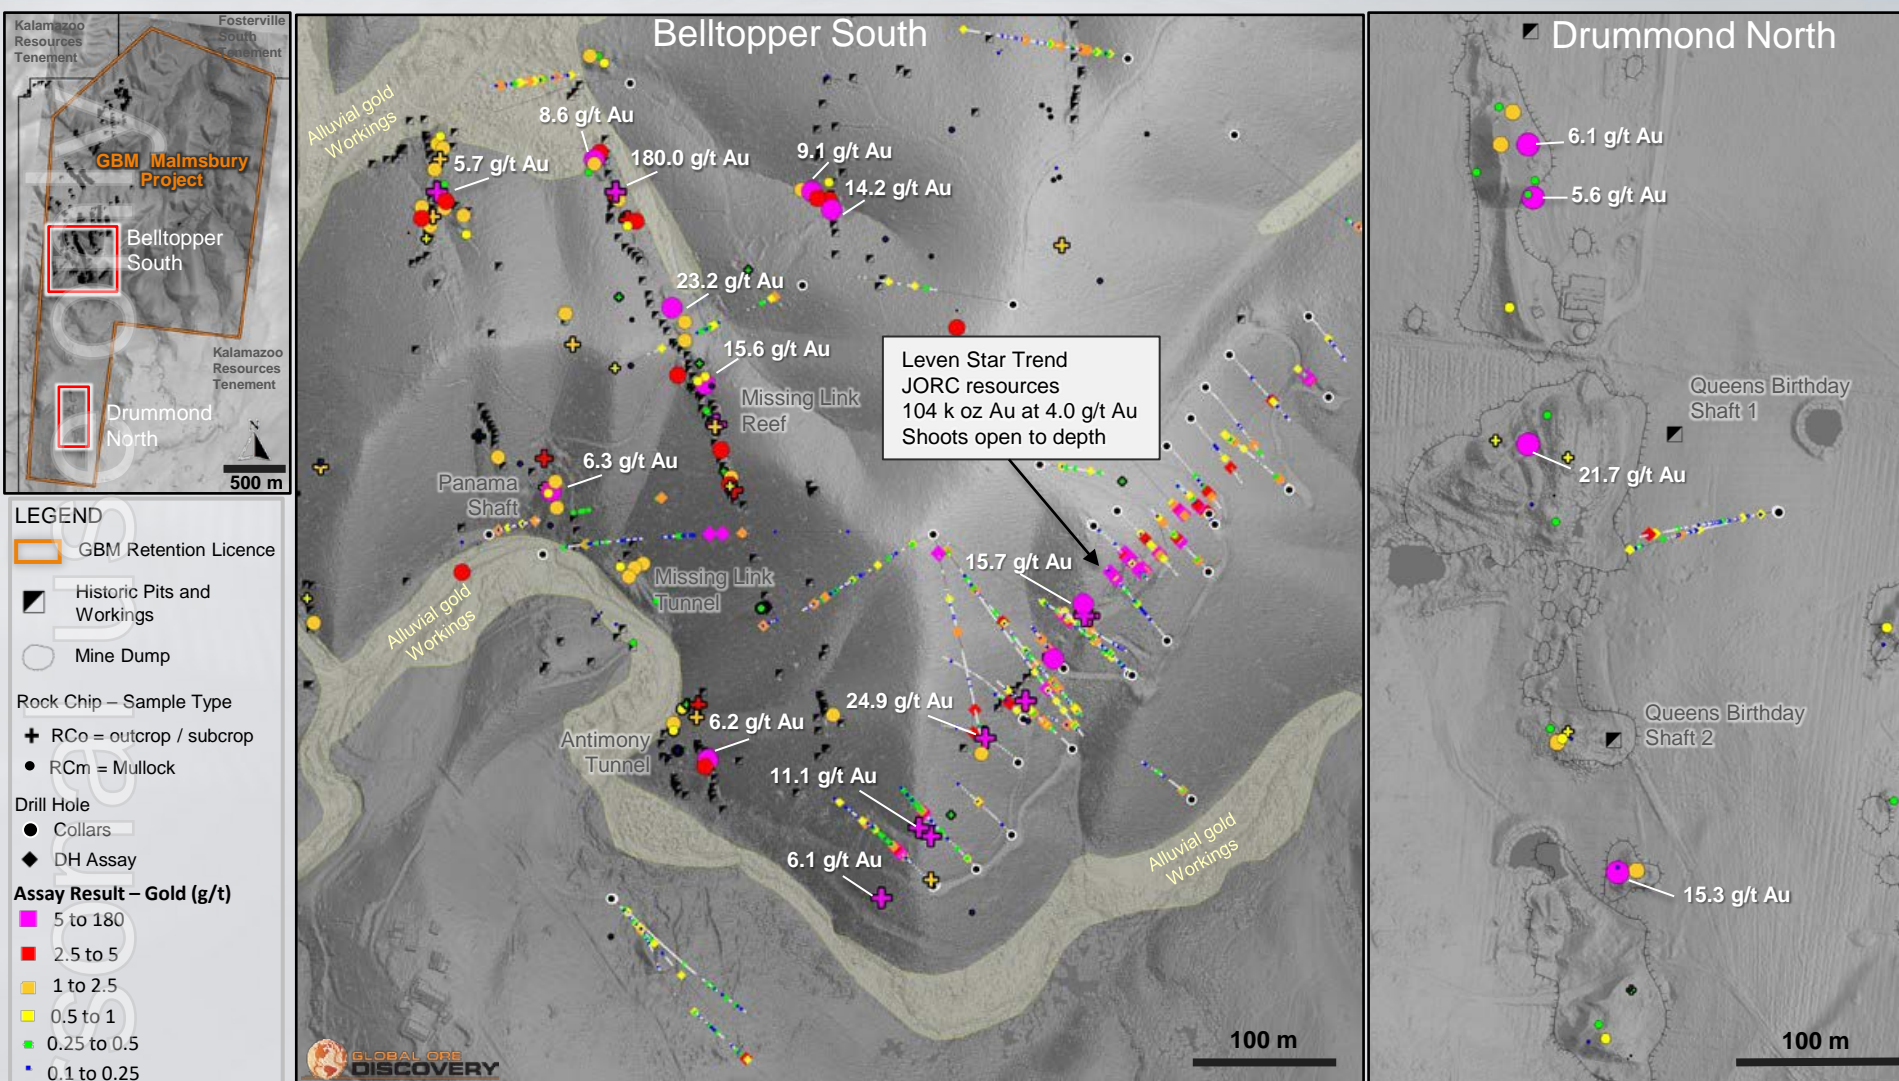 Kalamazoo
Resources
Tenement
Fosterville
South
Tenement
GBM Malmsbury
Project
Belltopper
South
Kalamazoo
Resources
Tenement
Drummond
North
N
500 m
LEGEND
GBM Retention Licence
Historic Pits and
Workings
Mine Dump
Rock Chip – Sample Type
RCo = outcrop / subcrop
RCm = Mullock
Drill Hole
Collars
DH Assay
Assay Result – Gold (g/t)
5 to 180
2.5 to 5
1 to 2.5
0.5 to 1
0.25 to 0.5
0.1 to 0.25
Belltopper South
Alluvial gold
Workings
8.6 g/t Au
5.7 g/t Au
180.0 g/t Au
9.1 g/t Au
14.2 g/t Au
23.2 g/t Au
15.6 g/t Au
Missing Link
Reef
Leven Star Trend
JORC resources
104 k oz Au at 4.0 g/t Au
Shoots open to depth
6.3 g/t Au
Panama
Shaft
Missing Link
Tunnel
Alluvial gold
Workings
15.7 g/t Au
24.9 g/t Au
6.2 g/t Au
Antimony
Tunnel
11.1 g/t Au
6.1 g/t Au
Alluvial gold
Workings
GLOBAL ORE
DISCOVERY
100 m
Drummond North
6.1 g/t Au
5.6 g/t Au
Queens Birthday
Shaft 1
21.7 g/t Au
Queens Birthday
Shaft 2
15.3 g/t Au
100 m